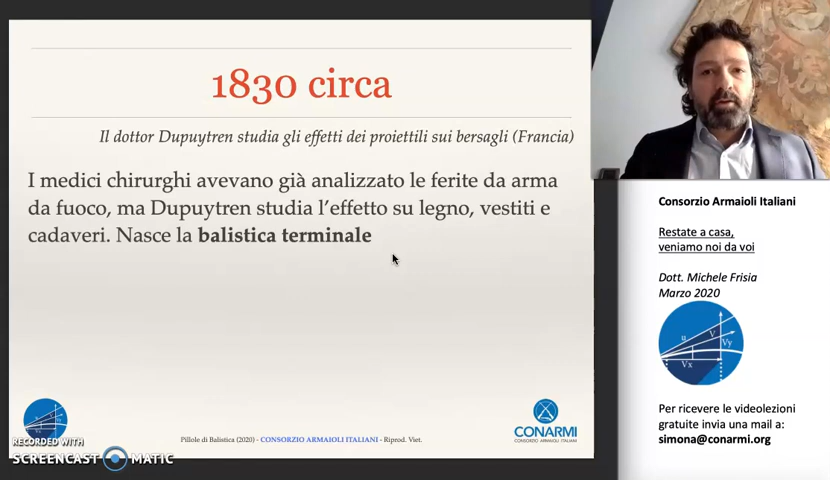 1830 circa
Il dottor Dupuytren studia gli effetti dei proiettili sui bersagli (Francia)
I medici chirurghi avevano già analizzato le ferite da arma
da fuoco, ma Dupuytren studia l'effetto su legno, vestiti e
cadaveri. Nasce la balistica terminale
RECORDED WITH
SCREENCAST MATIC
Pillole di Balistica (2020) - CONSORZIO ARMAIOLI ITALIANI - Riprod. Viet.
CONARMI
CONSORZIO ARMAIOLI ITALIANI
Consorzio Armaioli Italiani
Restate a casa,
veniamo noi da voi
Dott. Michele Frisia
Marzo 2020
u
V
Vy
Vx
Per ricevere le videolezioni
gratuite invia una mail a:
simona@conarmi.org